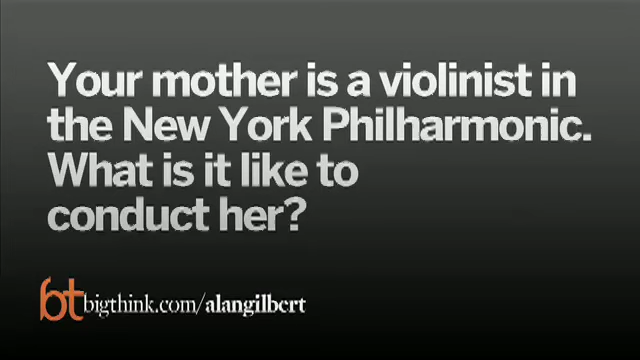 Your mother is a violinist in
the New York Philharmonic.
What is it like to
conduct her?
bt bigthink.com/alangilbert